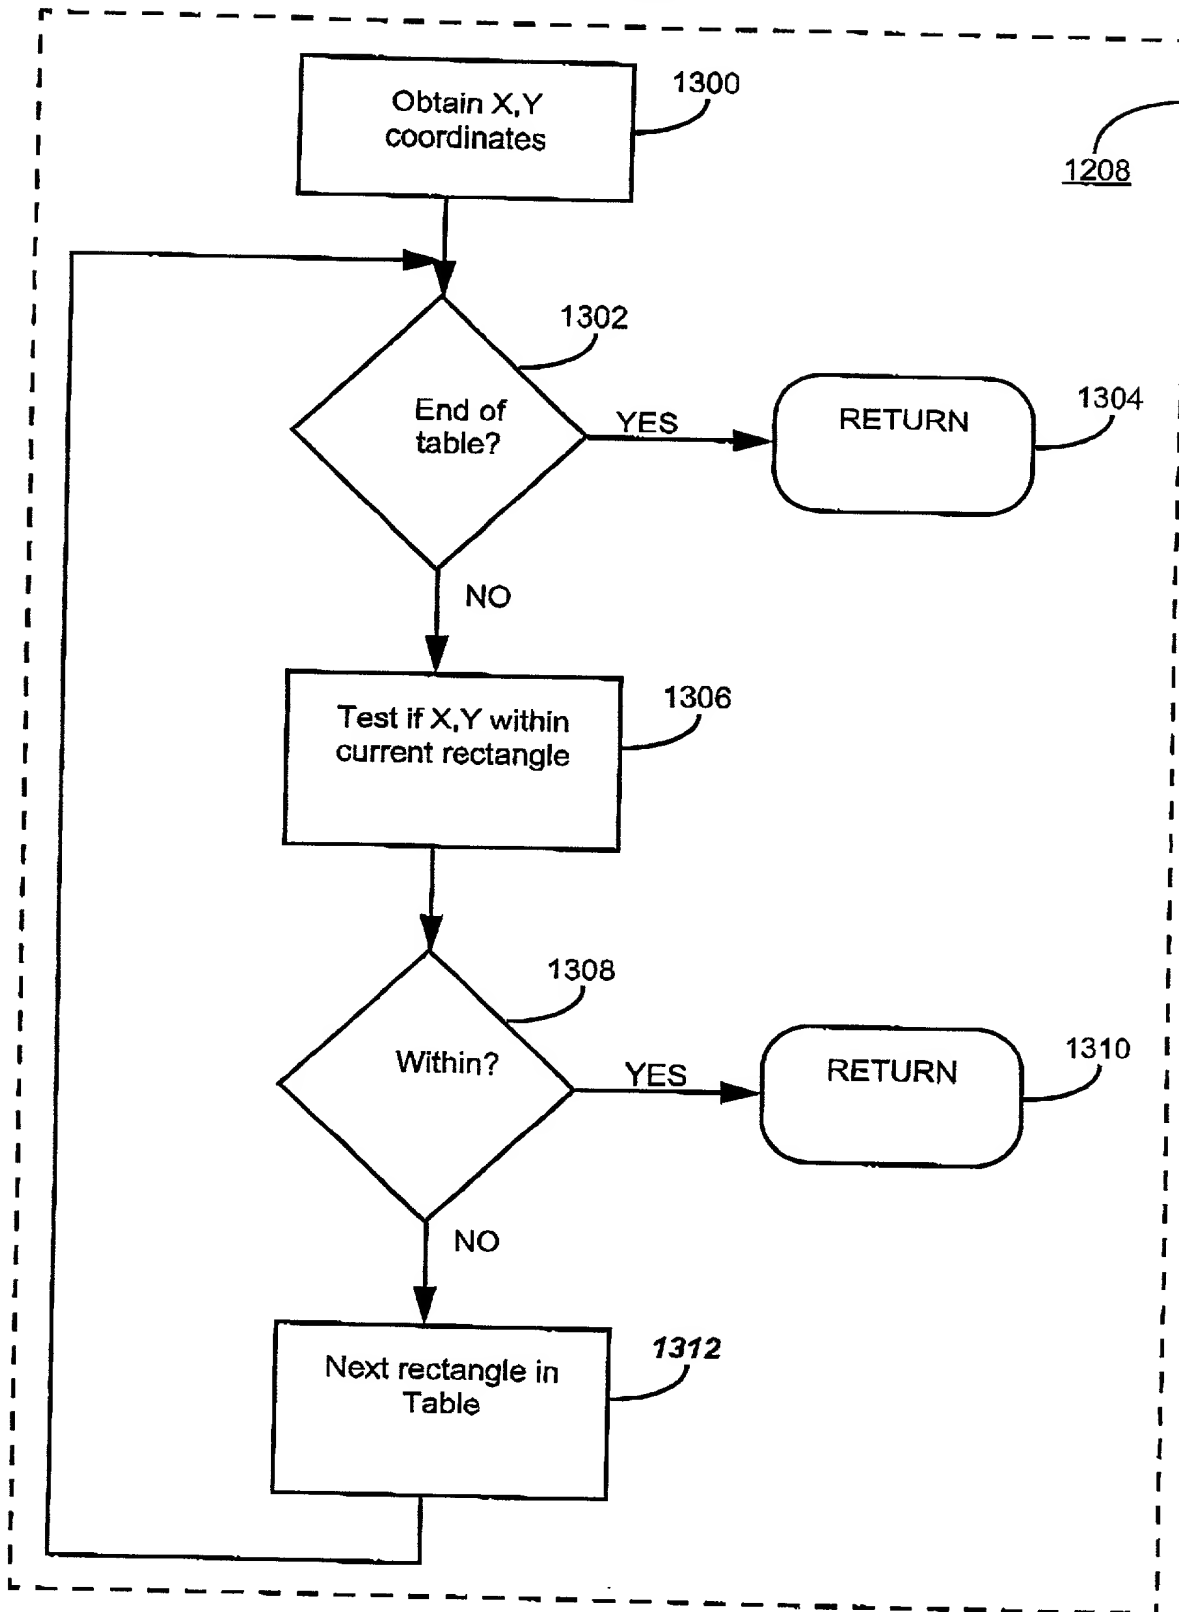 Obtain X,Y
coordinates
1300
1208
1302
End of
table?
YES
RETURN
1304
NO
Test if X,Y within
current rectangle
1306
1308
Within?
YES
RETURN
1310
NO
Next rectangle in
Table
1312